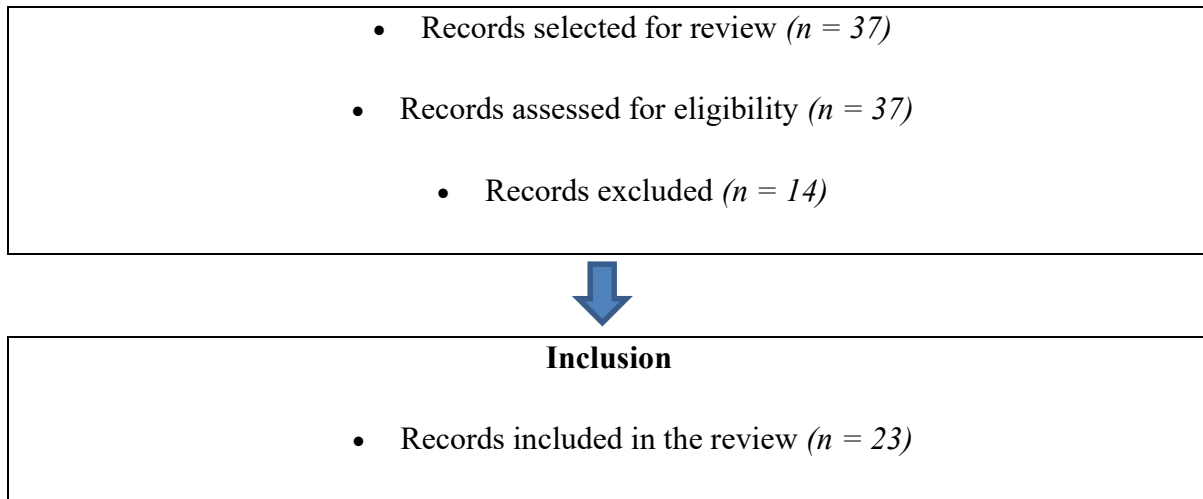 • Records selected for review (n = 37)
• Records assessed for eligibility (n = 37)
• Records excluded (n = 14)
Inclusion
• Records included in the review (n = 23)